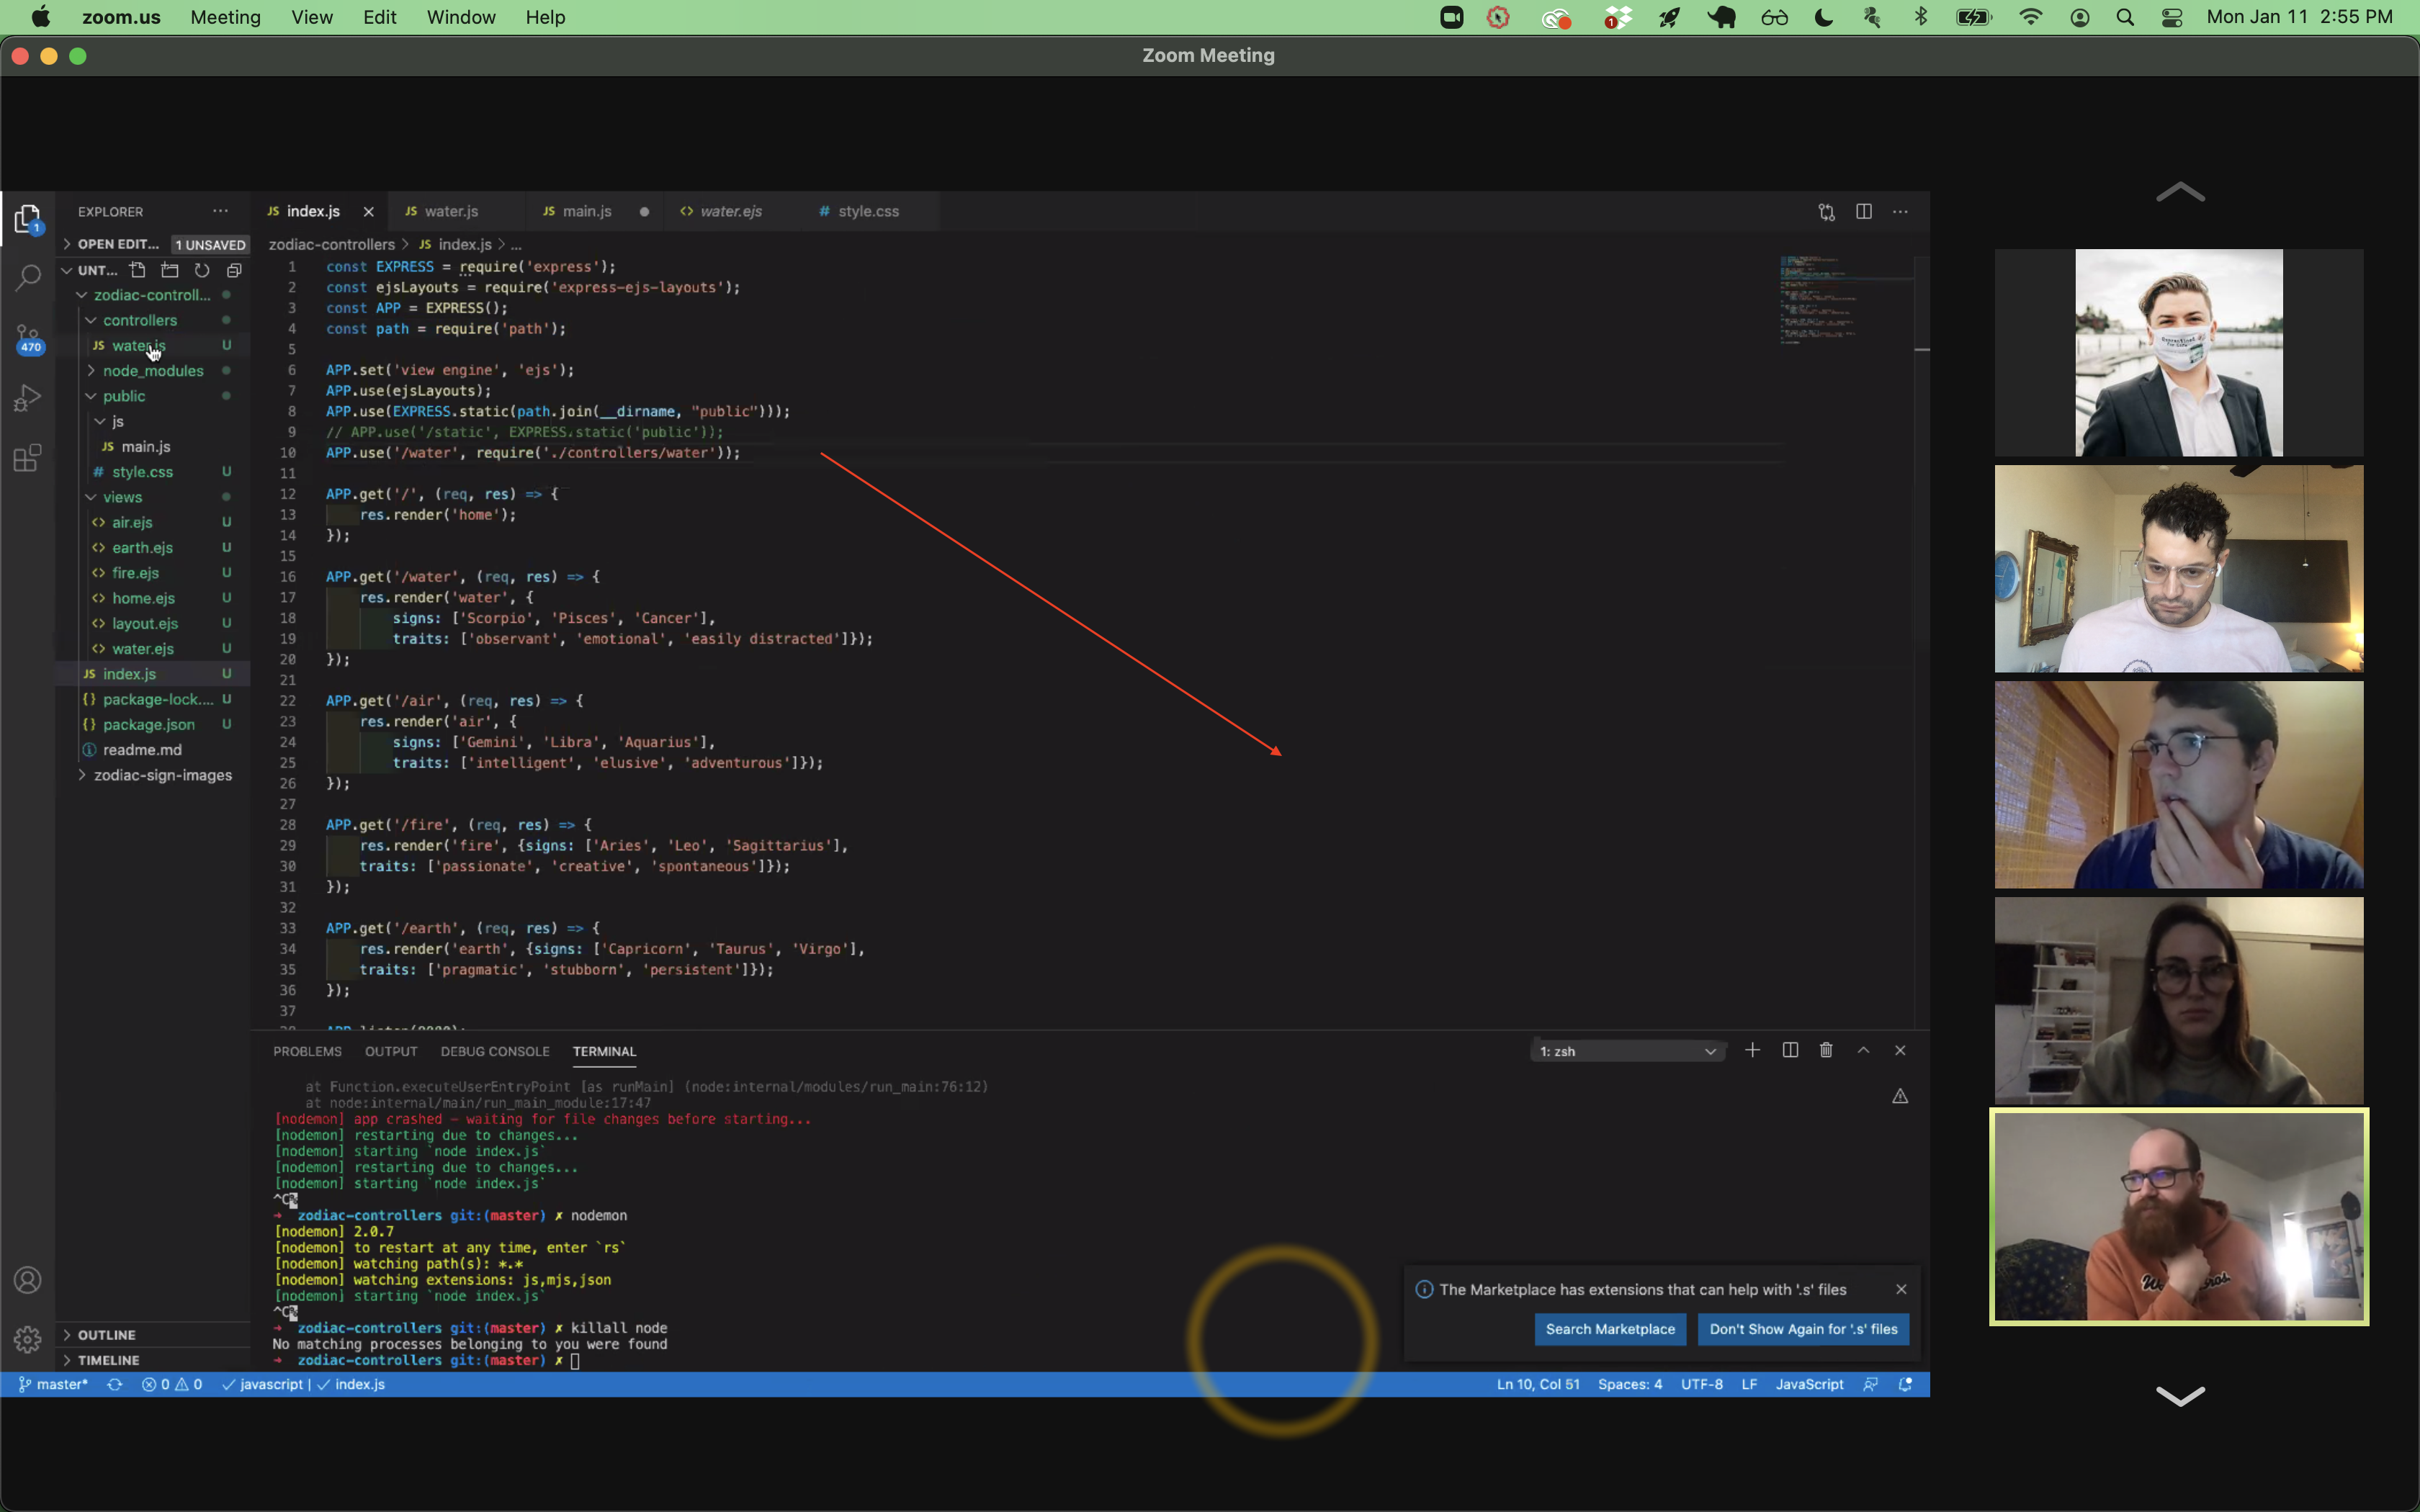 zoom.us Meeting View Edit Window Help
1
Mon Jan 11 2:55 PM
Zoom Meeting
EXPLORER ...
1
OPEN EDIT... 1 UNSAVED
UNT...
zodiac-controll...
controllers
JS water.js U
470
node_modules
public
js
JS main.js
# style.css U
views
<> air.ejs U
<> earth.ejs U
<> fire.ejs U
<> home.ejs U
<> layout.ejs U
<> water.ejs U
JS index.js U
{} package-lock.... U
{} package.json U
readme.md
zodiac-sign-images
OUTLINE
TIMELINE
JS index.js JS water.js JS main.js <> water.ejs # style.css
zodiac-controllers > JS index.js > ...
1 const EXPRESS = require('express');
2 const ejsLayouts = require('express-ejs-layouts');
3 const APP = EXPRESS();
4 const path = require('path');
5
6 APP.set('view engine', 'ejs');
7 APP.use(ejsLayouts);
8 APP.use(EXPRESS.static(path.join(__dirname, "public")));
9 // APP.use('/static', EXPRESS.static('public'));
10 APP.use('/water', require('./controllers/water'));
11
12 APP.get('/', (req, res) => {
13 res.render('home');
14 });
15
16 APP.get('/water', (req, res) => {
17 res.render('water', {
18 signs: ['Scorpio', 'Pisces', 'Cancer'],
19 traits: ['observant', 'emotional', 'easily distracted']});
20 });
21
22 APP.get('/air', (req, res) => {
23 res.render('air', {
24 signs: ['Gemini', 'Libra', 'Aquarius'],
25 traits: ['intelligent', 'elusive', 'adventurous']});
26 });
27
28 APP.get('/fire', (req, res) => {
29 res.render('fire', {signs: ['Aries', 'Leo', 'Sagittarius'],
30 traits: ['passionate', 'creative', 'spontaneous']});
31 });
32
33 APP.get('/earth', (req, res) => {
34 res.render('earth', {signs: ['Capricorn', 'Taurus', 'Virgo'],
35 traits: ['pragmatic', 'stubborn', 'persistent']});
36 });
37
PROBLEMS OUTPUT DEBUG CONSOLE TERMINAL 1: zsh
at Function.executeUserEntryPoint [as runMain] (node:internal/modules/run_main:76:12)
at node:internal/main/run_main_module:17:47
[nodemon] app crashed - waiting for file changes before starting...
[nodemon] restarting due to changes...
[nodemon] starting `node index.js`
[nodemon] restarting due to changes...
[nodemon] starting `node index.js`
^C%
→ zodiac-controllers git:(master) ✗ nodemon
[nodemon] 2.0.7
[nodemon] to restart at any time, enter `rs`
[nodemon] watching path(s): *.*
[nodemon] watching extensions: js,mjs,json
[nodemon] starting `node index.js`
^C%
→ zodiac-controllers git:(master) ✗ killall node
No matching processes belonging to you were found
→ zodiac-controllers git:(master) ✗
The Marketplace has extensions that can help with '.s' files
Search Marketplace Don't Show Again for '.s' files
master* 0 0 javascript | index.js Ln 10, Col 51 Spaces: 4 UTF-8 LF JavaScript